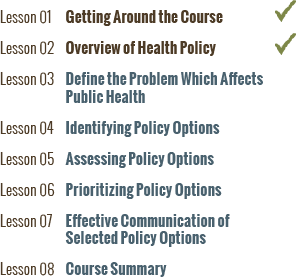 Lesson 01 Getting Around the Course
Lesson 02 Overview of Health Policy
Lesson 03 Define the Problem Which Affects
Public Health
Lesson 04 Identifying Policy Options
Lesson 05 Assessing Policy Options
Lesson 06 Prioritizing Policy Options
Lesson 07 Effective Communication of
Selected Policy Options
Lesson 08 Course Summary